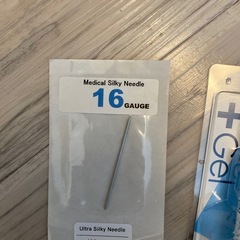 Medical Silky Needle
16 GAUGE
Ultra Silky Needle
+Gel